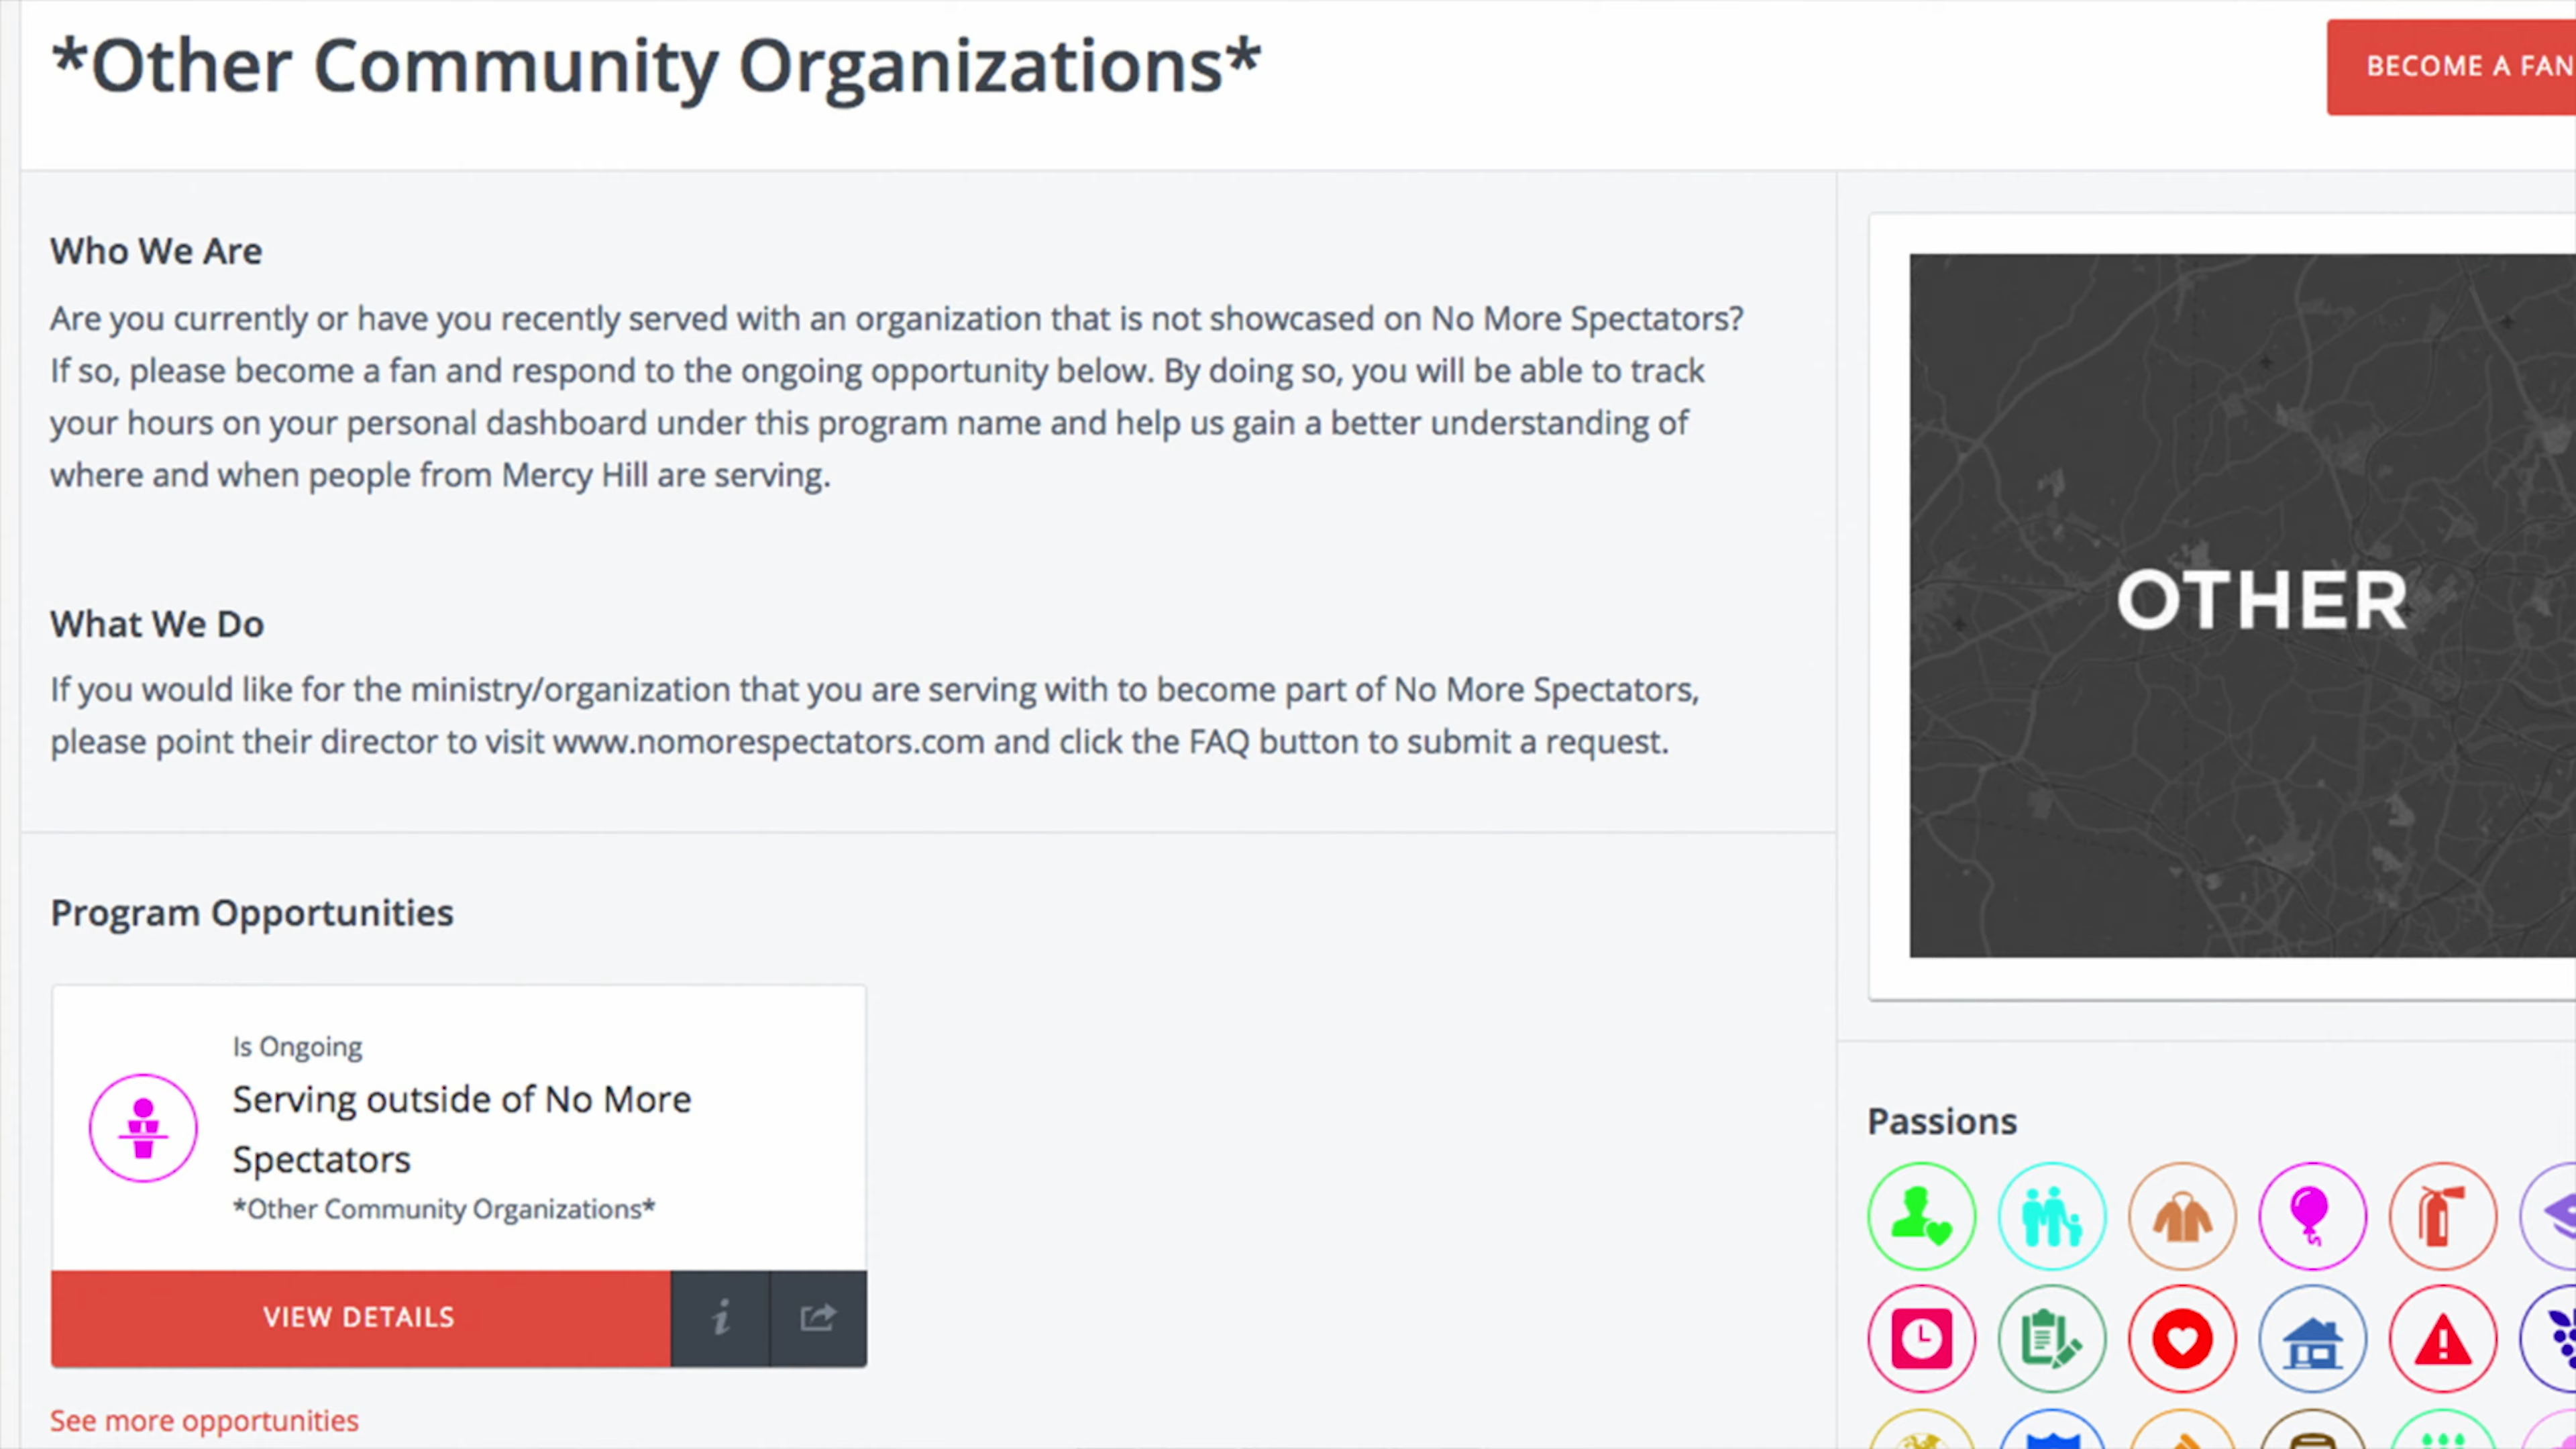 *Other Community Organizations*
BECOME A FAN
Who We Are
Are you currently or have you recently served with an organization that is not showcased on No More Spectators?
If so, please become a fan and respond to the ongoing opportunity below. By doing so, you will be able to track
your hours on your personal dashboard under this program name and help us gain a better understanding of
where and when people from Mercy Hill are serving.
OTHER
What We Do
If you would like for the ministry/organization that you are serving with to become part of No More Spectators,
please point their director to visit www.nomorespectators.com and click the FAQ button to submit a request.
Program Opportunities
Is Ongoing
Serving outside of No More
Spectators
*Other Community Organizations*
VIEW DETAILS
i
See more opportunities
Passions